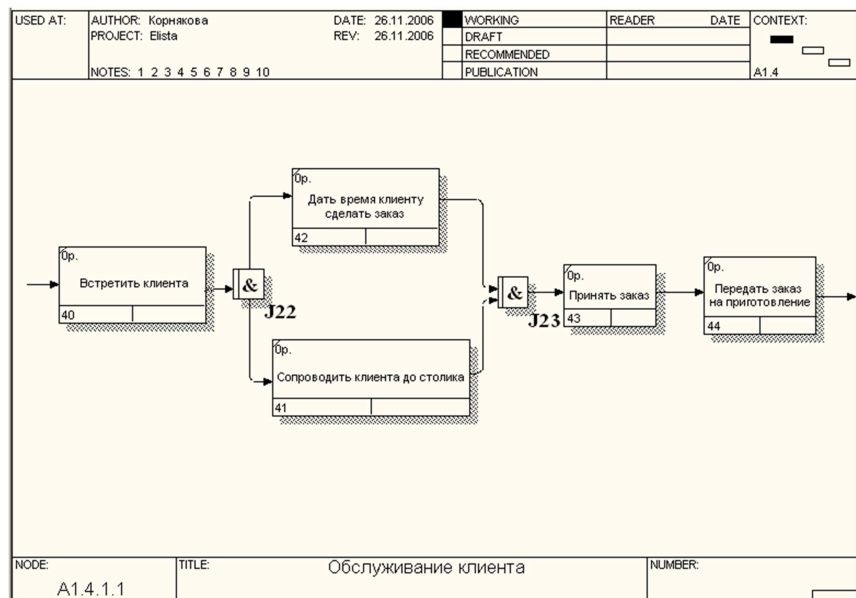 USED AT:
AUTHOR: Корнякова
DATE: 26.11.2006
WORKING
READER
DATE
CONTEXT:
PROJECT: Elista
REV: 26.11.2006
DRAFT
RECOMMENDED
NOTES: 1 2 3 4 5 6 7 8 9 10
PUBLICATION
A1.4
0р.
Дать время клиенту
сделать заказ
42
0р.
Встретить клиента
40
&
J22
0р.
Сопроводить клиента до столика
41
&
J23
0р.
Принять заказ
43
0р.
Передать заказ
на приготовление
44
NODE:
TITLE:
Обслуживание клиента
NUMBER:
A1.4.1.1